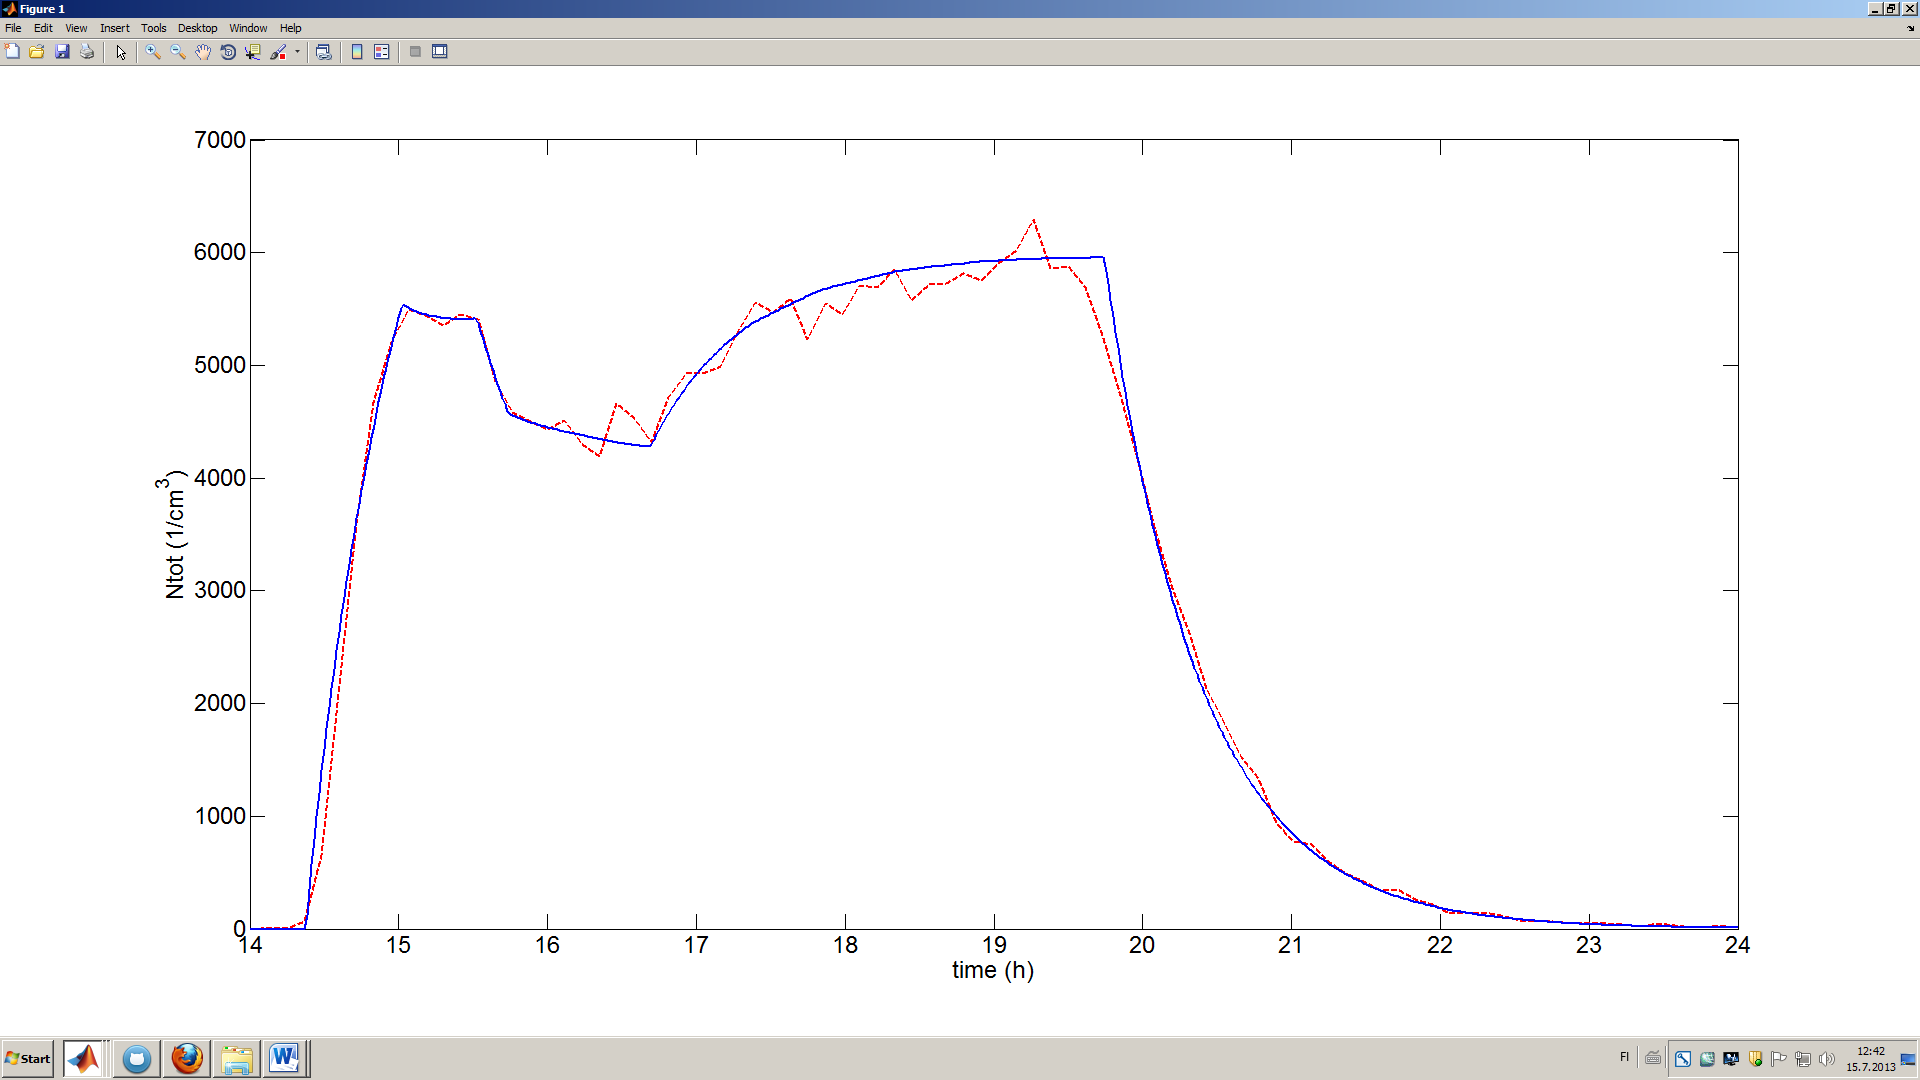 Figure 1
File Edit View Insert Tools Desktop Window Help
7000
6000
5000
4000
3000
2000
1000
0
Ntot (1/cm³)
14 15 16 17 18 19 20 21 22 23 24
time (h)
Start FI 12:42
15.7.2013